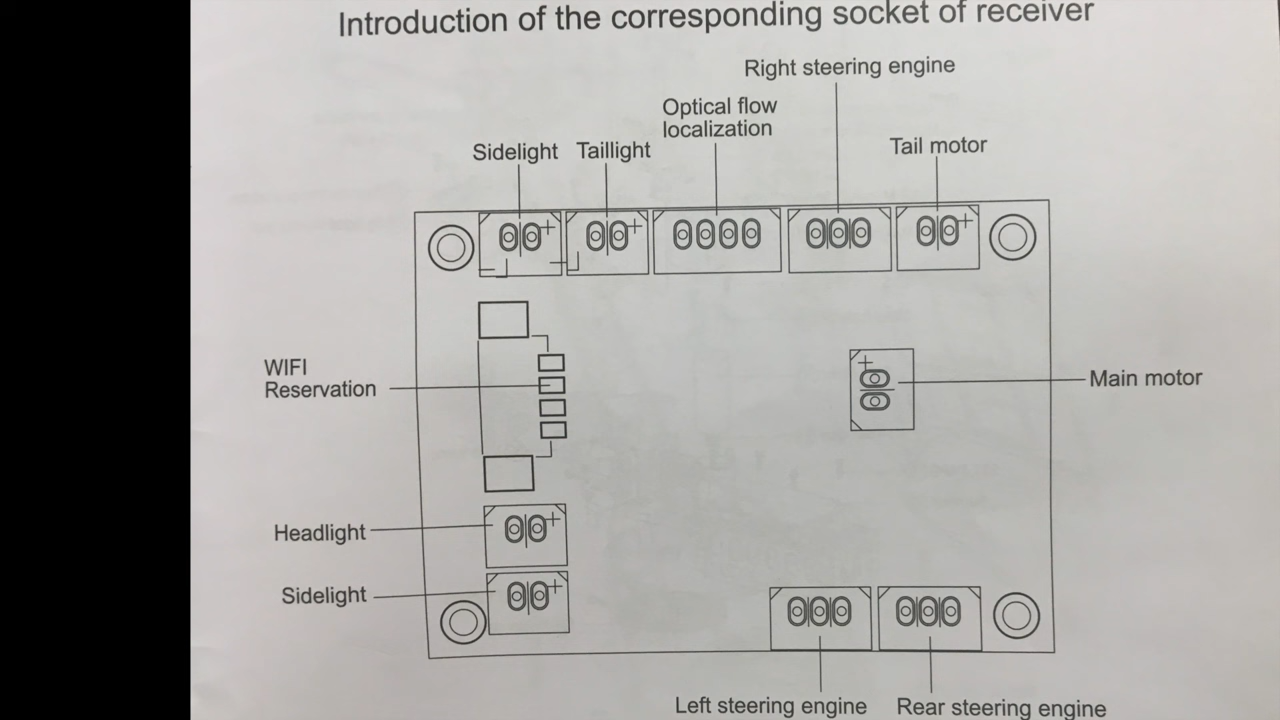 Introduction of the corresponding socket of receiver
Right steering engine
Optical flow
localization
Sidelight
Taillight
Tail motor
WIFI
Reservation
Main motor
Headlight
Sidelight
Left steering engine
Rear steering engine